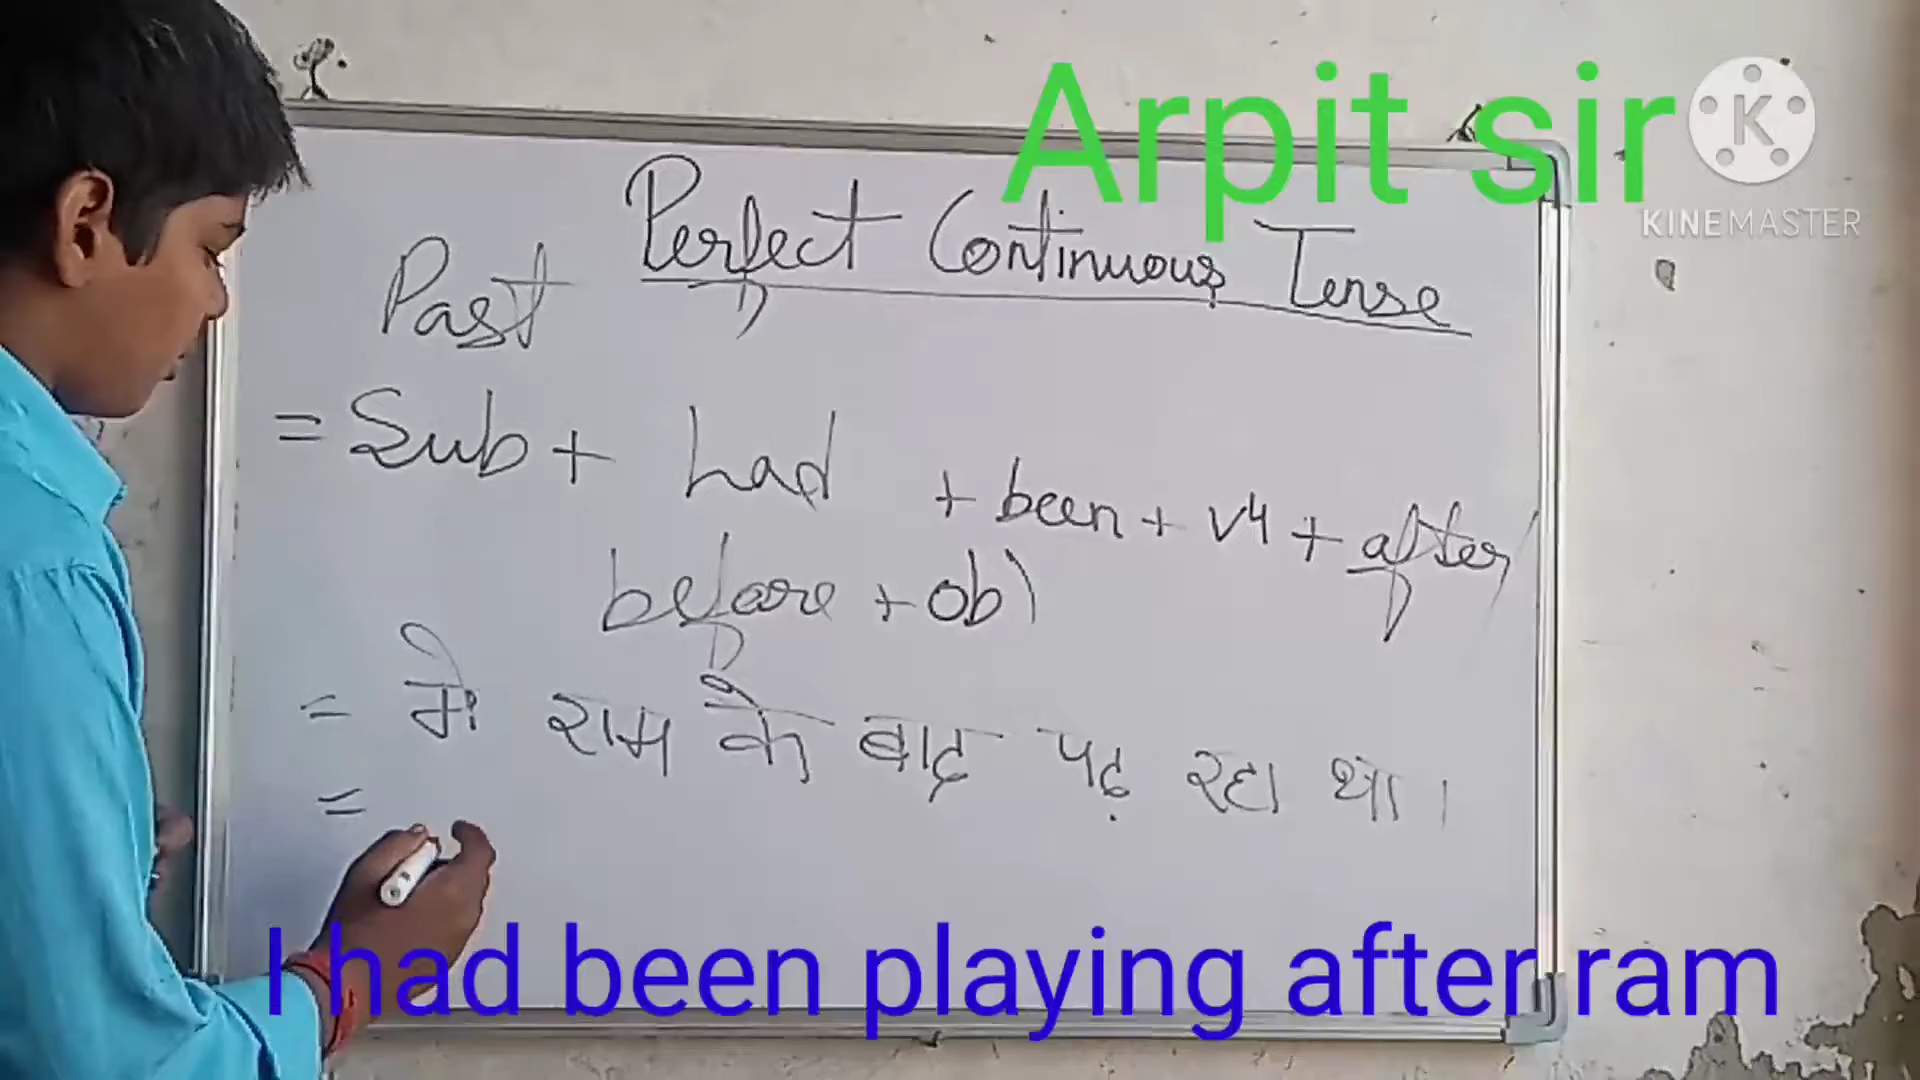 Arpit sir
KINEMASTER
Past Perfect Continuous Tense
= Sub + had + been + v4 + after/
before + obj
= मैं राम के बाद पढ़ रहा था।
=
I had been playing after ram